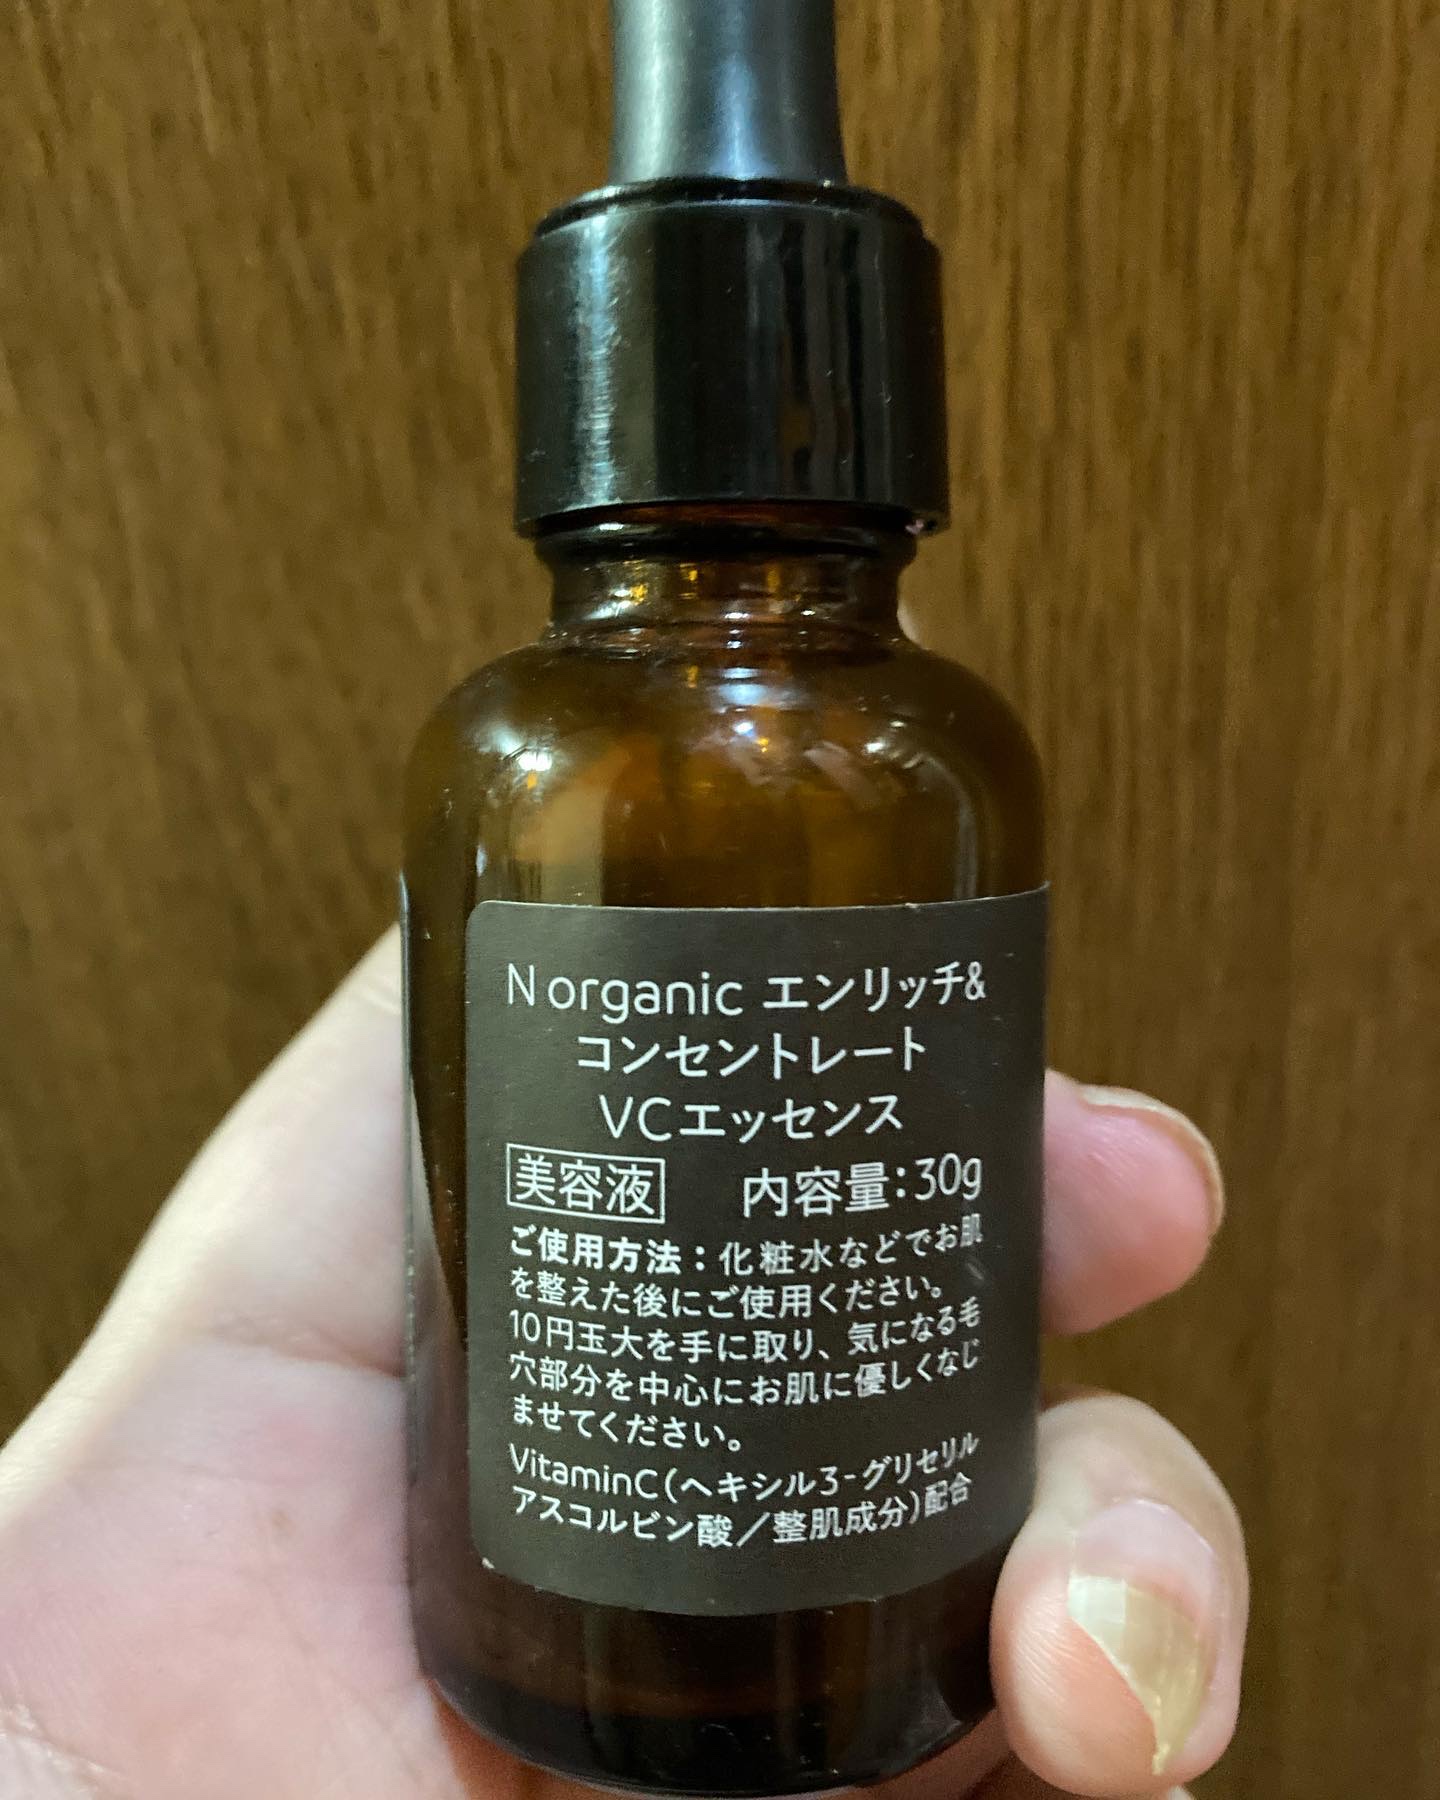 N organic エンリッチ&
コンセントレート
VCエッセンス
美容液 内容量:30g
ご使用方法：化粧水などでお肌
を整えた後にご使用ください。
10円玉大を手に取り、気になる毛
穴部分を中心にお肌に優しくなじ
ませてください。
VitaminC(ヘキシル3-グリセリル
アスコルビン酸／整肌成分)配合